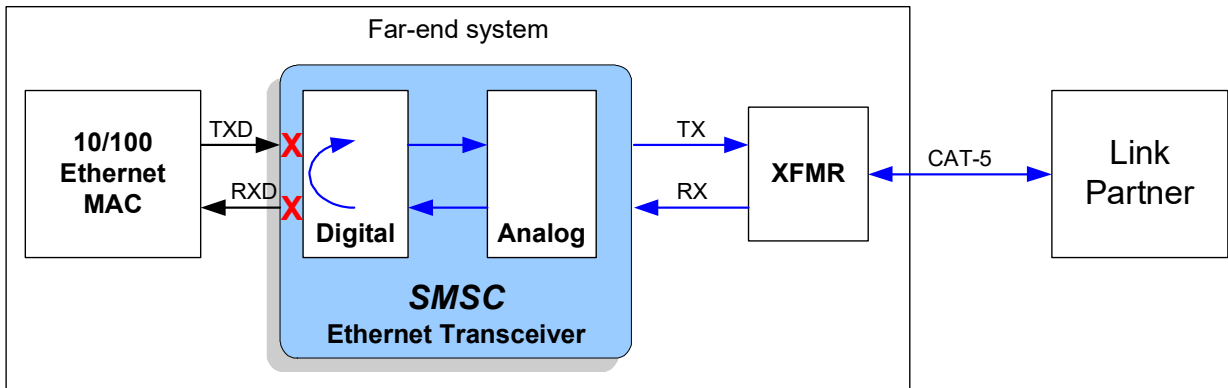 Far-end system
10/100
Ethernet
MAC
TXD
RXD
X
X
Digital
Analog
SMSC
Ethernet Transceiver
TX
RX
XFMR
CAT-5
Link
Partner